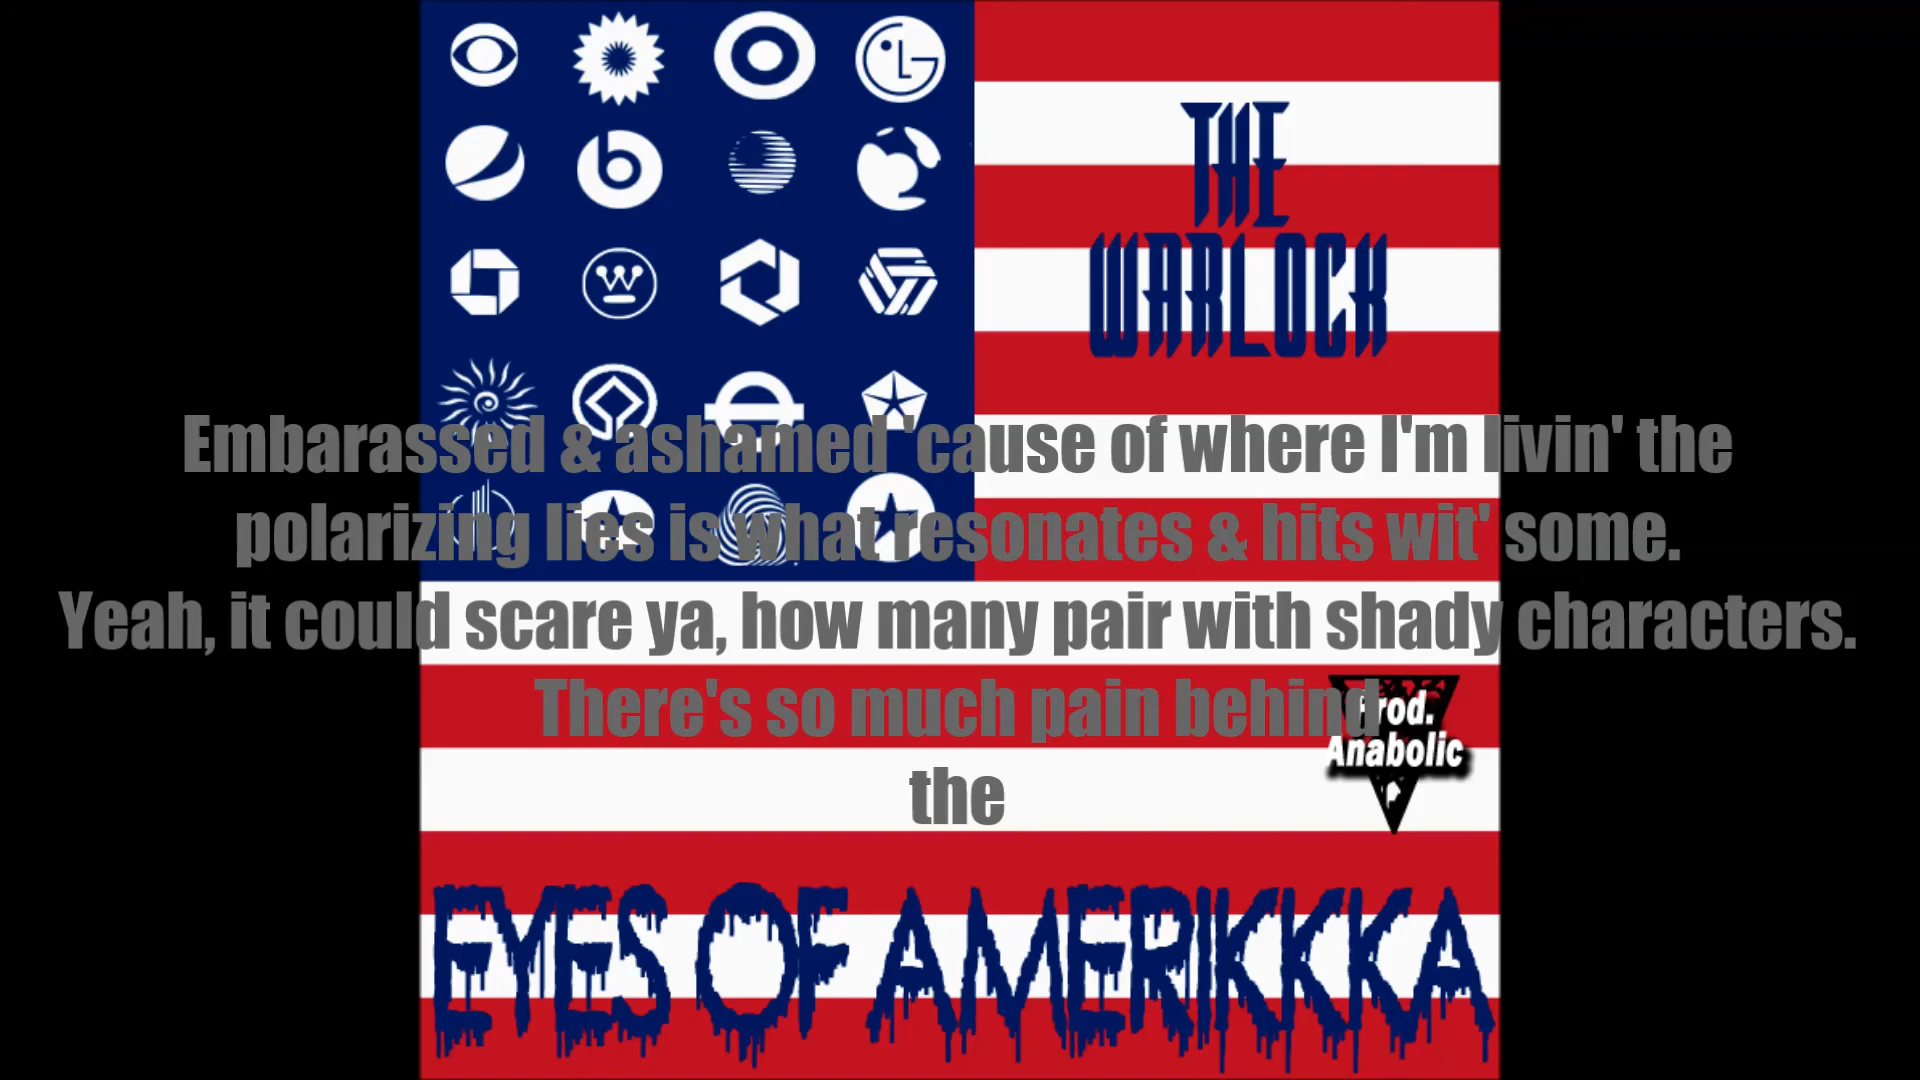 THE
WARLOCK
Embarassed & ashamed 'cause of where I'm livin' the
polarizing lies is what resonates & hits wit' some.
Yeah, it could scare ya, how many pair with shady characters.
There's so much pain behind
the
Prod.
Anabolic
EYES OF AMERIKKKA